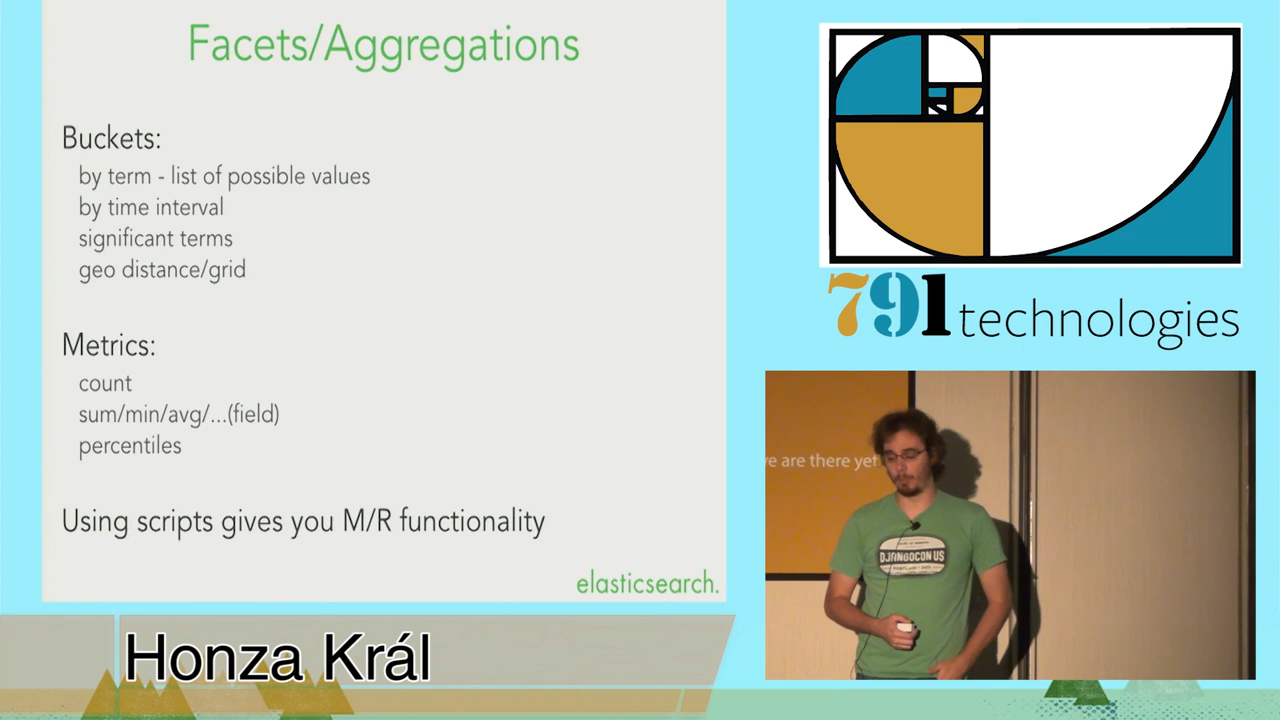 Facets/Aggregations
Buckets:
by term - list of possible values
by time interval
significant terms
geo distance/grid
Metrics:
count
sum/min/avg/...(field)
percentiles
Using scripts gives you M/R functionality
elasticsearch.
Honza Král
791 technologies
e are there yet
DJANGOCON US